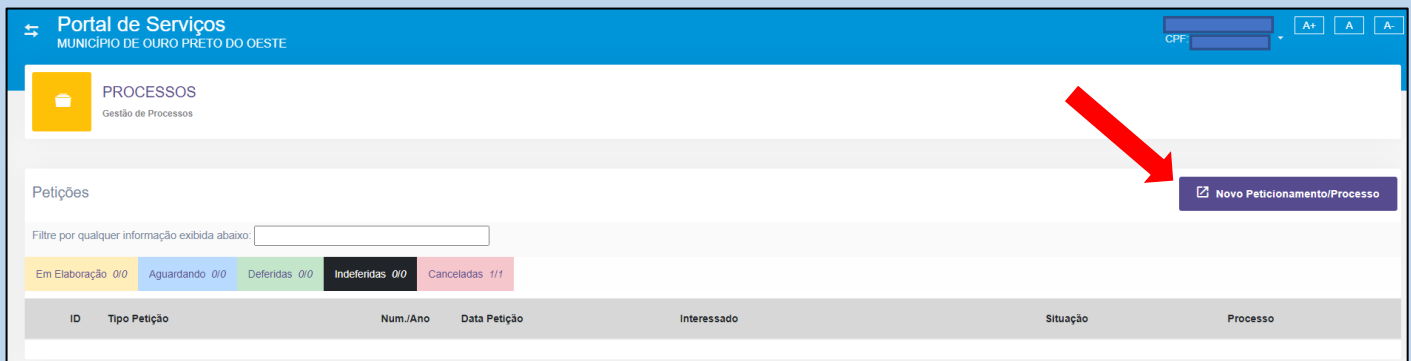 Portal de Serviços
MUNICÍPIO DE OURO PRETO DO OESTE
CPF:
A+ A A-
PROCESSOS
Gestão de Processos
Petições
Novo Peticionamento/Processo
Filtre por qualquer informação exibida abaixo:
Em Elaboração 0/0 Aguardando 0/0 Deferidas 0/0 Indeferidas 0/0 Canceladas 1/1
ID Tipo Petição Num./Ano Data Petição Interessado Situação Processo